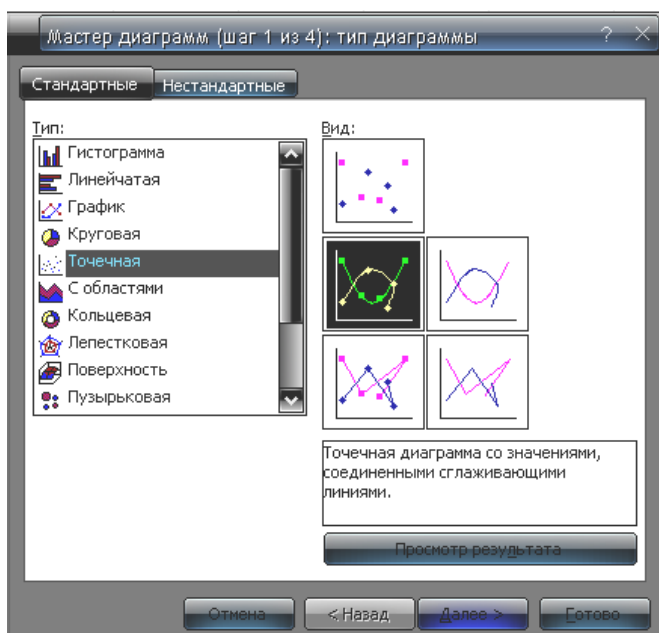 Мастер диаграмм (шаг 1 из 4): тип диаграммы
Стандартные
Нестандартные
Тип:
Гистограмма
Линейчатая
График
Круговая
Точечная
С областями
Кольцевая
Лепестковая
Поверхность
Пузырьковая
Вид:
Точечная диаграмма со значениями,
соединенными сглаживающими
линиями.
Просмотр результата
Отмена
< Назад
Далее >
Готово